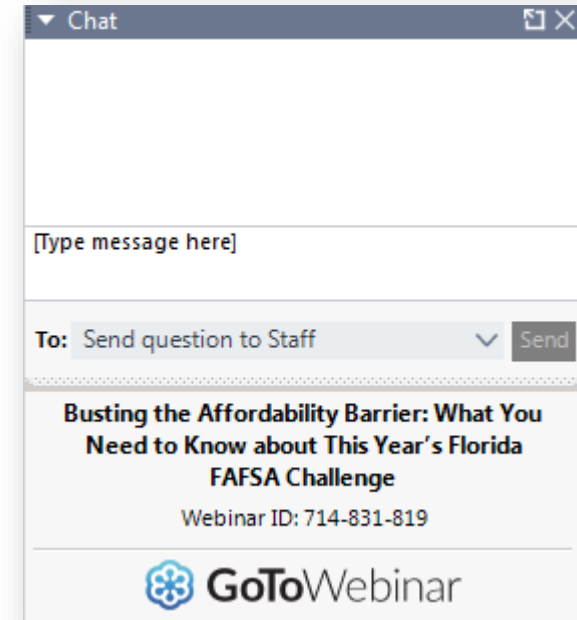 Chat
[Type message here]
To: Send question to Staff Send
Busting the Affordability Barrier: What You
Need to Know about This Year's Florida
FAFSA Challenge
Webinar ID: 714-831-819
GoToWebinar